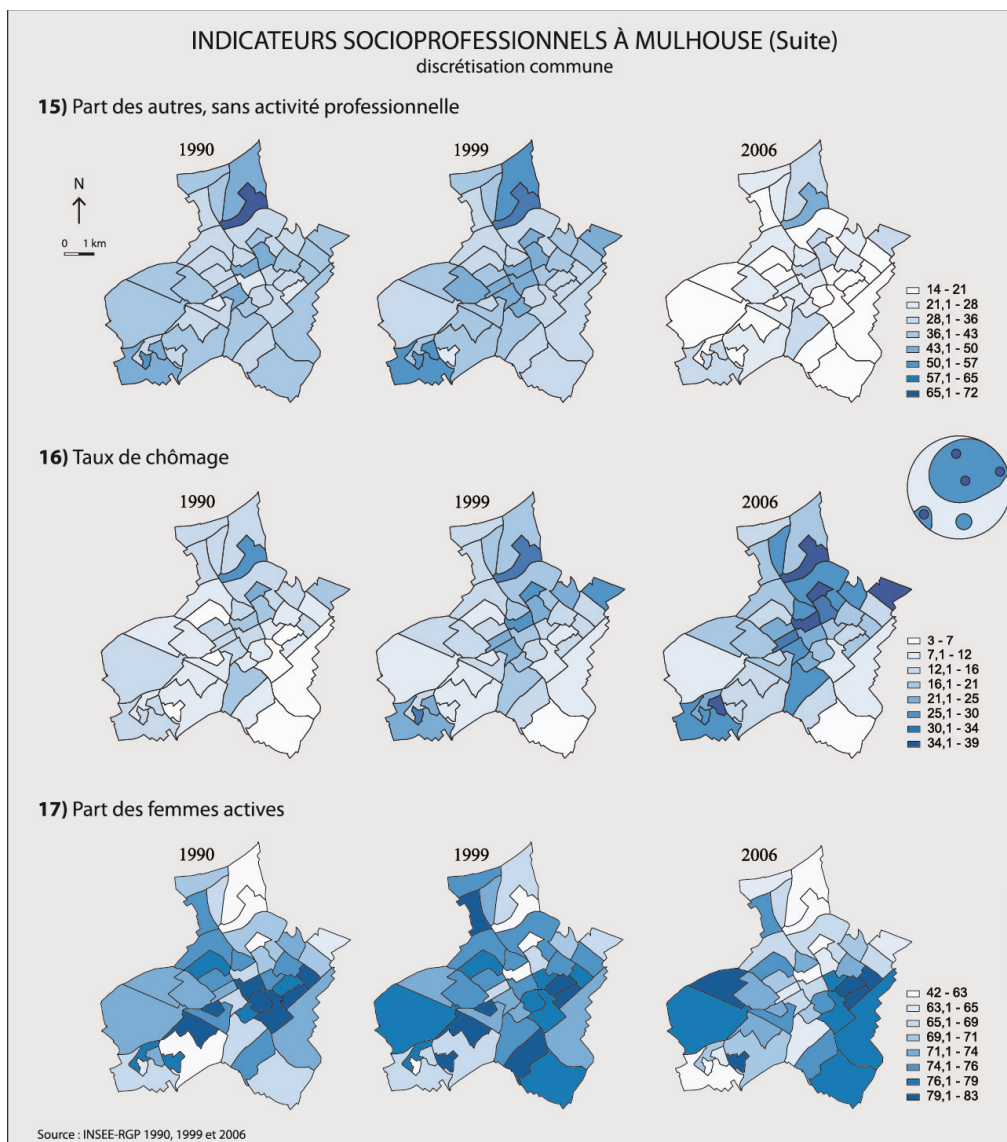 INDICATEURS SOCIOPROFESSIONNELS À MULHOUSE (Suite)
discrétisation commune
15) Part des autres, sans activité professionnelle
1990
1999
2006
N
0 1 km
14 - 21
21,1 - 28
28,1 - 36
36,1 - 43
43,1 - 50
50,1 - 57
57,1 - 65
65,1 - 72
16) Taux de chômage
1990
1999
2006
3 - 7
7,1 - 12
12,1 - 16
16,1 - 21
21,1 - 25
25,1 - 30
30,1 - 34
34,1 - 39
17) Part des femmes actives
1990
1999
2006
42 - 63
63,1 - 65
65,1 - 69
69,1 - 71
71,1 - 74
74,1 - 76
76,1 - 79
79,1 - 83
Source : INSEE-RGP 1990, 1999 et 2006